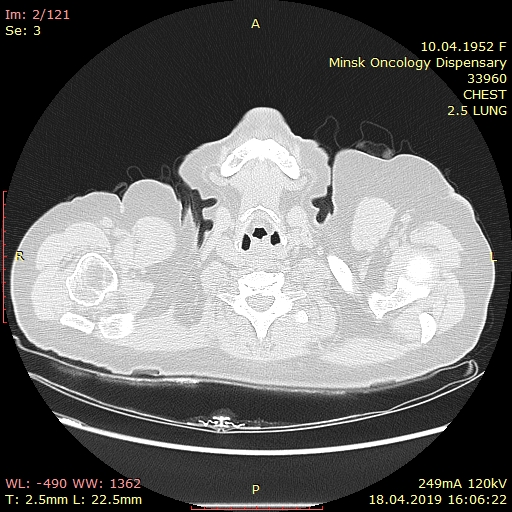 Im: 2/121
Se: 3
A
10.04.1952 F
Minsk Oncology Dispensary
33960
CHEST
2.5 LUNG
R
L
WL: -490 WW: 1362
T: 2.5mm L: 22.5mm
P
249mA 120kV
18.04.2019 16:06:22